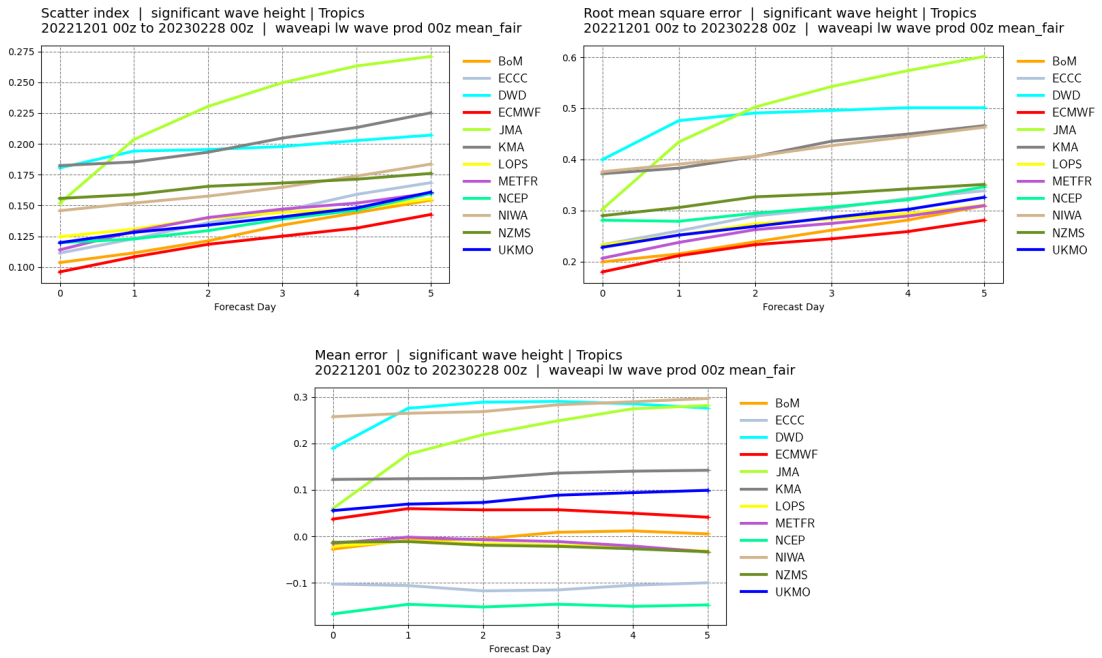 Scatter index | significant wave height | Tropics
20221201 00z to 20230228 00z | waveapi lw wave prod 00z mean_fair
0.275
0.250
0.225
0.200
0.175
0.150
0.125
0.100
0 1 2 3 4 5
Forecast Day
BoM
ECCC
DWD
ECMWF
JMA
KMA
LOPS
METFR
NCEP
NIWA
NZMS
UKMO
Root mean square error | significant wave height | Tropics
20221201 00z to 20230228 00z | waveapi lw wave prod 00z mean_fair
0.6
0.5
0.4
0.3
0.2
0 1 2 3 4 5
Forecast Day
BoM
ECCC
DWD
ECMWF
JMA
KMA
LOPS
METFR
NCEP
NIWA
NZMS
UKMO
Mean error | significant wave height | Tropics
20221201 00z to 20230228 00z | waveapi lw wave prod 00z mean_fair
0.3
0.2
0.1
0.0
−0.1
0 1 2 3 4 5
Forecast Day
BoM
ECCC
DWD
ECMWF
JMA
KMA
LOPS
METFR
NCEP
NIWA
NZMS
UKMO